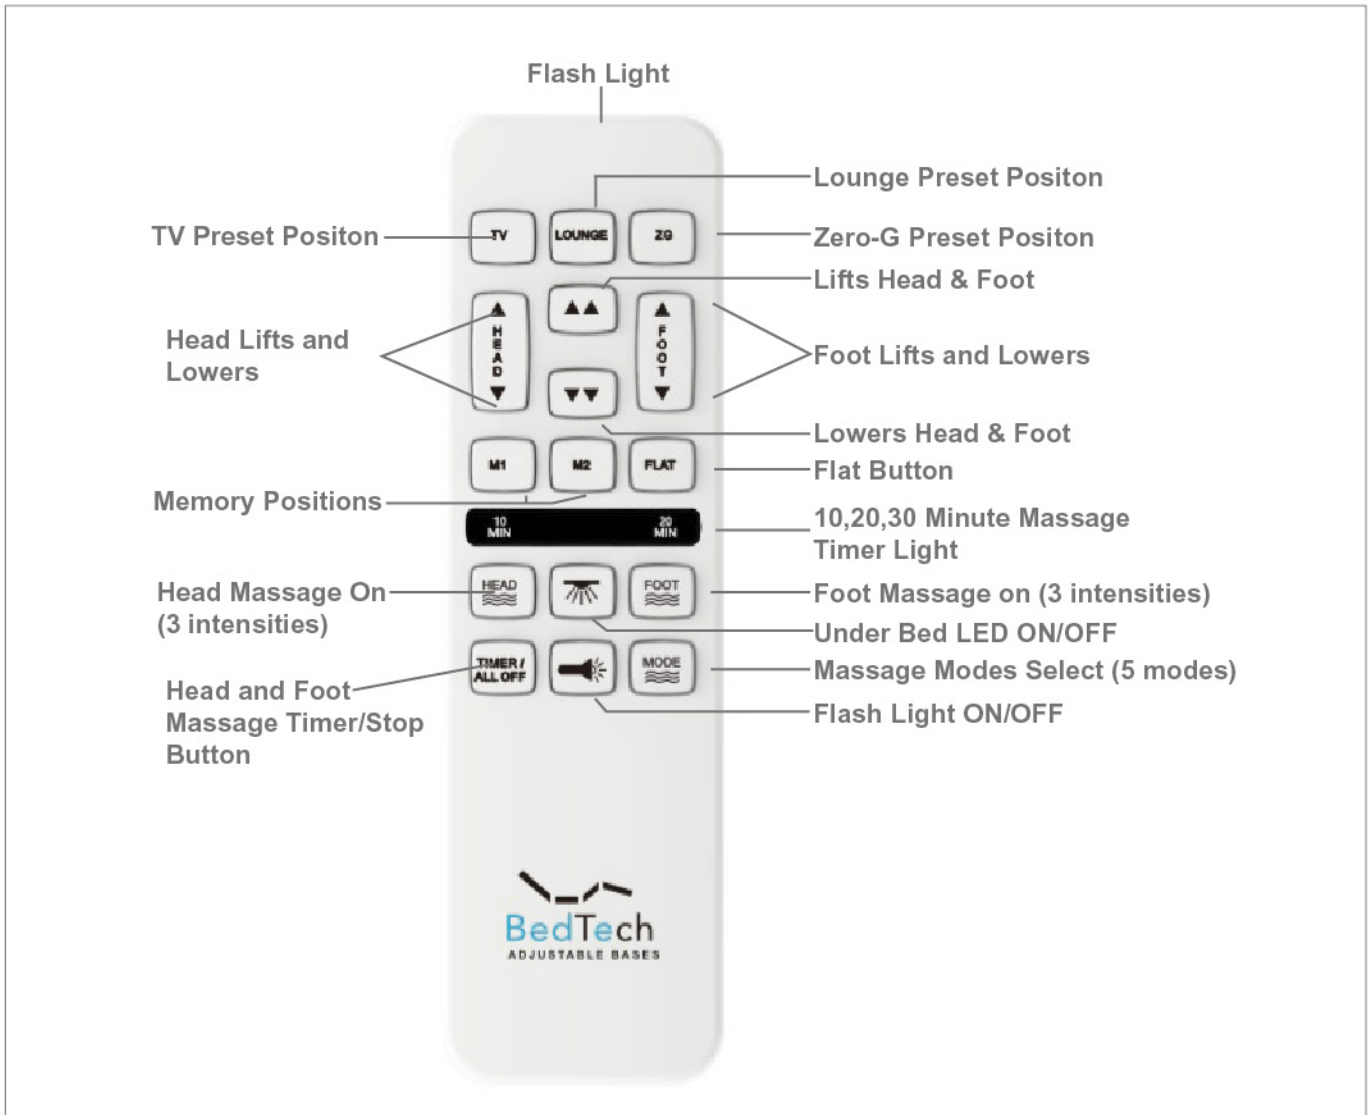 Flash Light
Lounge Preset Positon
TV Preset Positon
TV
LOUNGE
ZG
Zero-G Preset Positon
Lifts Head & Foot
Head Lifts and
Lowers
HEAD
FOOT
Foot Lifts and Lowers
Lowers Head & Foot
M1
M2
FLAT
Flat Button
Memory Positions
10
MIN
20
MIN
10,20,30 Minute Massage
Timer Light
Head Massage On
(3 intensities)
HEAD
FOOT
Foot Massage on (3 intensities)
Under Bed LED ON/OFF
TIMER /
ALL OFF
MODE
Massage Modes Select (5 modes)
Head and Foot
Massage Timer/Stop
Button
Flash Light ON/OFF
BedTech
ADJUSTABLE BASES